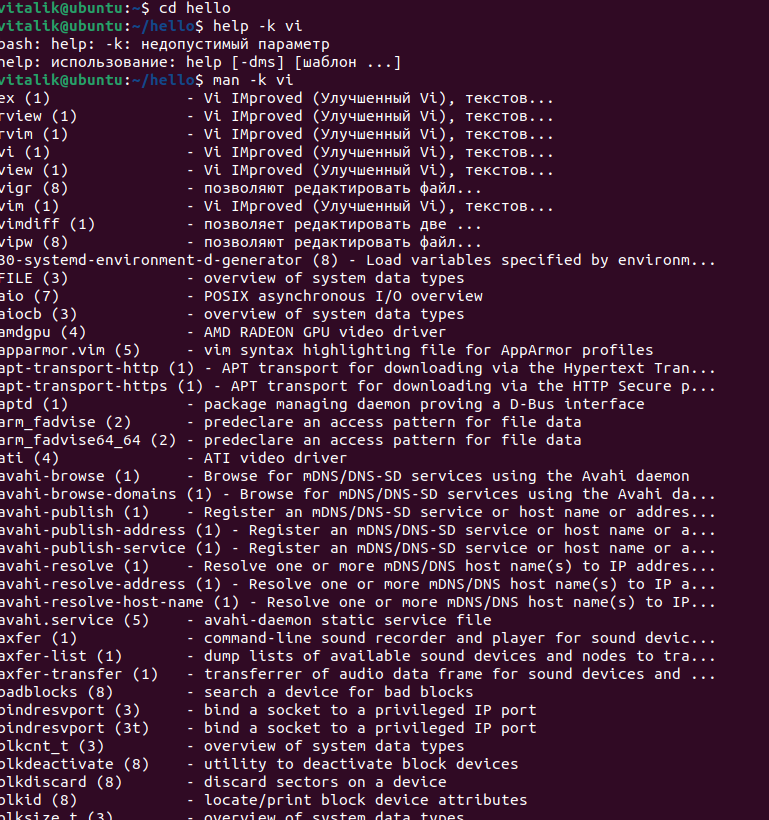 vitalik@ubuntu:~$ cd hello
vitalik@ubuntu:~/hello$ help -k vi
bash: help: -k: недопустимый параметр
help: использование: help [-dms] [шаблон ...]
vitalik@ubuntu:~/hello$ man -k vi
ex (1) - Vi IMproved (Улучшенный Vi), текстов...
rview (1) - Vi IMproved (Улучшенный Vi), текстов...
rvim (1) - Vi IMproved (Улучшенный Vi), текстов...
vi (1) - Vi IMproved (Улучшенный Vi), текстов...
view (1) - Vi IMproved (Улучшенный Vi), текстов...
vigr (8) - позволяют редактировать файл...
vim (1) - Vi IMproved (Улучшенный Vi), текстов...
vimdiff (1) - позволяет редактировать две ...
vipw (8) - позволяют редактировать файл...
30-systemd-environment-d-generator (8) - Load variables specified by environm...
FILE (3) - overview of system data types
aio (7) - POSIX asynchronous I/O overview
aiocb (3) - overview of system data types
amdgpu (4) - AMD RADEON GPU video driver
apparmor.vim (5) - vim syntax highlighting file for AppArmor profiles
apt-transport-http (1) - APT transport for downloading via the Hypertext Tran...
apt-transport-https (1) - APT transport for downloading via the HTTP Secure p...
aptd (1) - package managing daemon proving a D-Bus interface
arm_fadvise (2) - predeclare an access pattern for file data
arm_fadvise64_64 (2) - predeclare an access pattern for file data
ati (4) - ATI video driver
avahi-browse (1) - Browse for mDNS/DNS-SD services using the Avahi daemon
avahi-browse-domains (1) - Browse for mDNS/DNS-SD services using the Avahi da...
avahi-publish (1) - Register an mDNS/DNS-SD service or host name or addres...
avahi-publish-address (1) - Register an mDNS/DNS-SD service or host name or a...
avahi-publish-service (1) - Register an mDNS/DNS-SD service or host name or a...
avahi-resolve (1) - Resolve one or more mDNS/DNS host name(s) to IP addres...
avahi-resolve-address (1) - Resolve one or more mDNS/DNS host name(s) to IP a...
avahi-resolve-host-name (1) - Resolve one or more mDNS/DNS host name(s) to IP...
avahi.service (5) - avahi-daemon static service file
axfer (1) - command-line sound recorder and player for sound devic...
axfer-list (1) - dump lists of available sound devices and nodes to tra...
axfer-transfer (1) - transferrer of audio data frame for sound devices and ...
badblocks (8) - search a device for bad blocks
bindresvport (3) - bind a socket to a privileged IP port
bindresvport (3t) - bind a socket to a privileged IP port
blkcnt_t (3) - overview of system data types
blkdeactivate (8) - utility to deactivate block devices
blkdiscard (8) - discard sectors on a device
blkid (8) - locate/print block device attributes
blksize_t (3) - overview of system data types